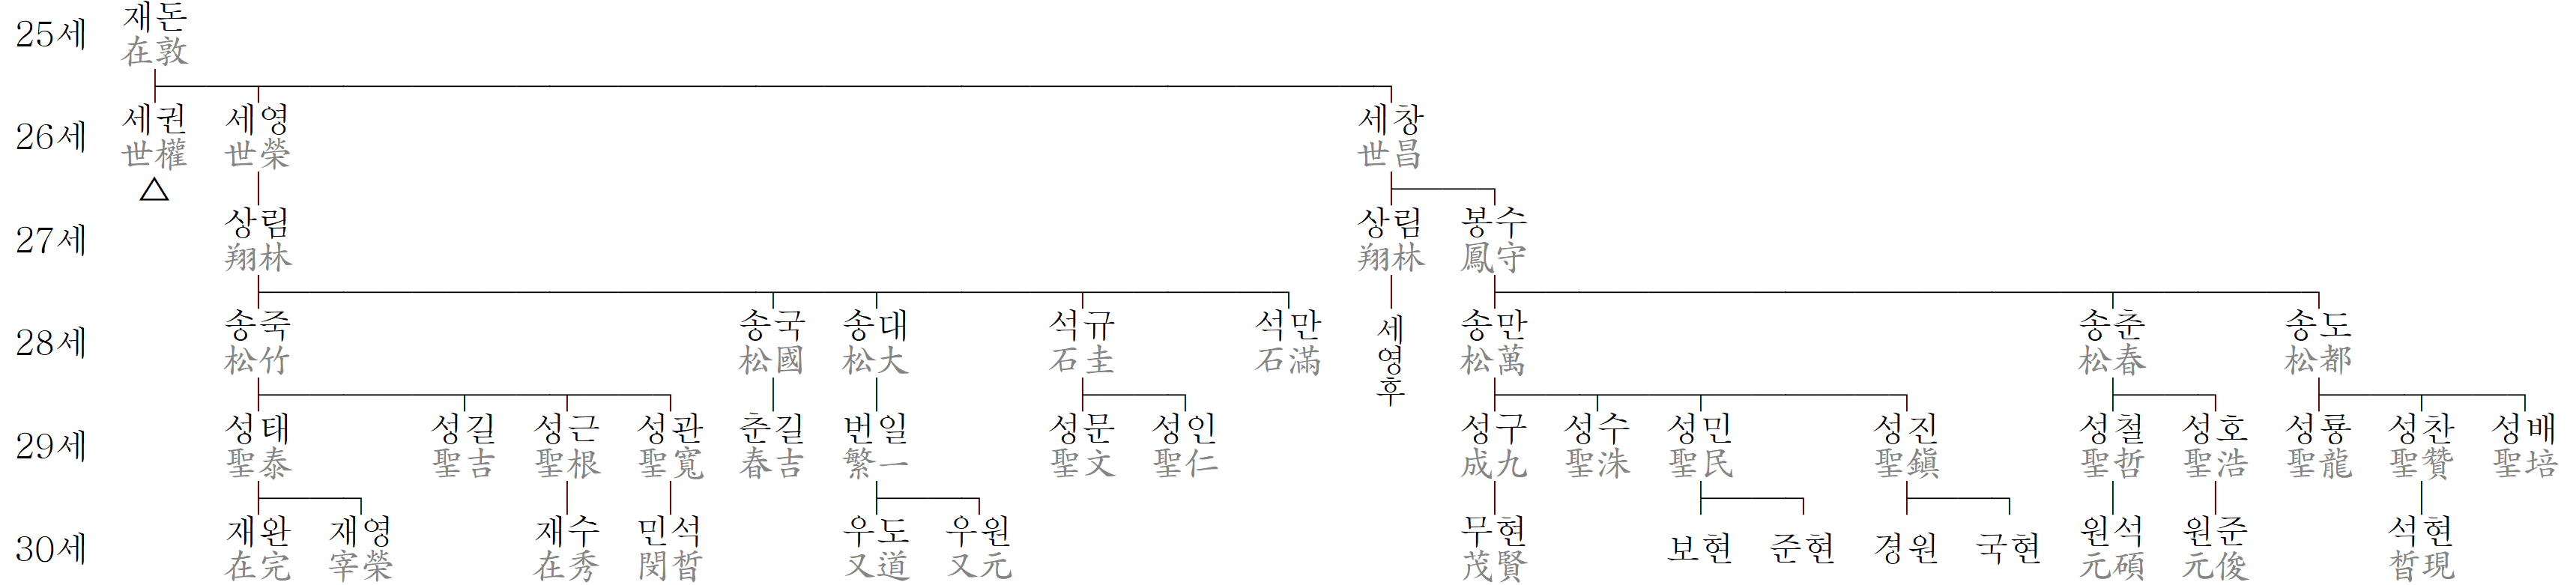 25세 재돈
在敦
26세 세권 세영 세창
世權 世榮 世昌
△
27세 상림 상림 봉수
翔林 翔林 鳳守
28세 송죽 송국 송대 석규 석만 세영후 송만 송춘 송도
松竹 松國 松大 石圭 石滿 松萬 松春 松都
29세 성태 성길 성근 성관 춘길 번일 성문 성인 성구 성수 성민 성진 성철 성호 성룡 성찬 성배
聖泰 聖吉 聖根 聖寬 春吉 繁一 聖文 聖仁 成九 聖洙 聖民 聖鎭 聖哲 聖浩 聖龍 聖贊 聖培
30세 재완 재영 재수 민석 우도 우원 무현 보현 준현 경원 국현 원석 원준 석현
在完 宰榮 在秀 閔晳 又道 又元 茂賢 元碩 元俊 晳現